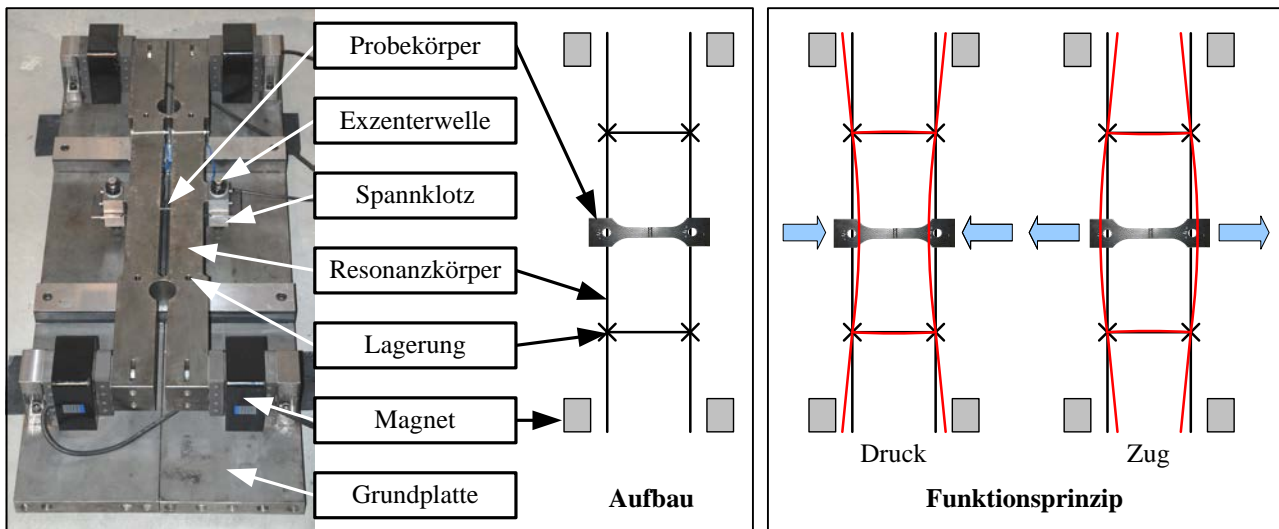 Probekörper
Exzenterwelle
Spannklotz
Resonanzkörper
Lagerung
Magnet
Grundplatte
Aufbau
Druck
Zug
Funktionsprinzip